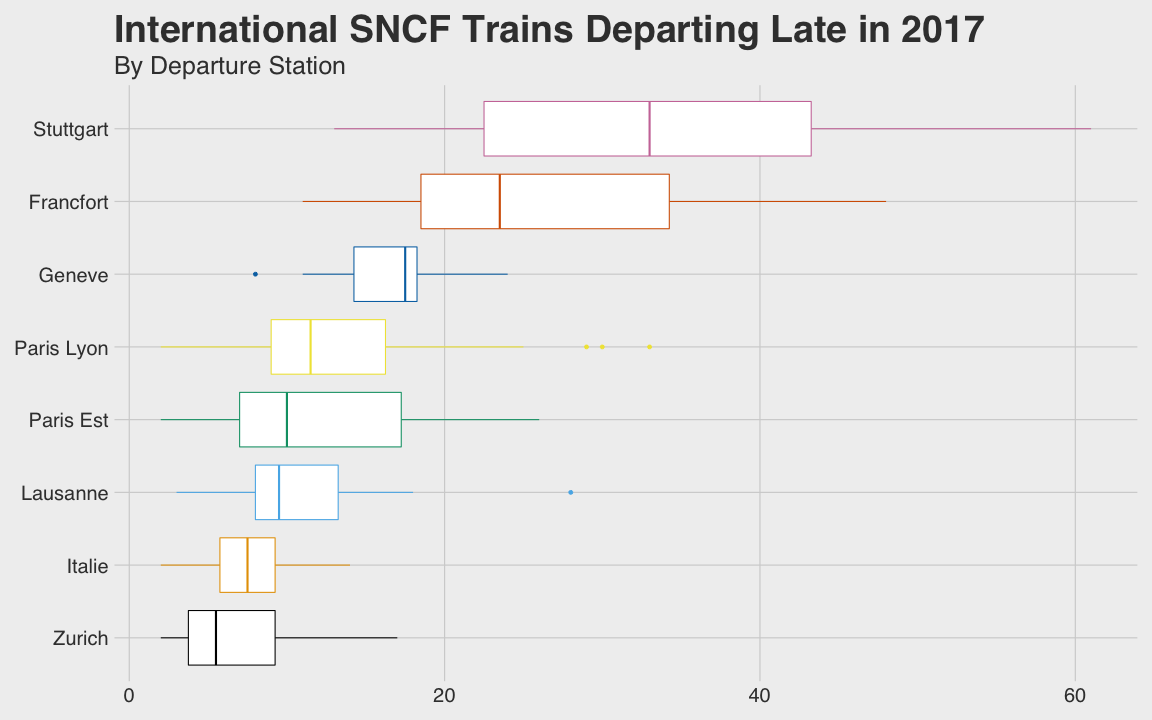 International SNCF Trains Departing Late in 2017
By Departure Station
Stuttgart
Francfort
Geneve
Paris Lyon
Paris Est
Lausanne
Italie
Zurich
0 20 40 60